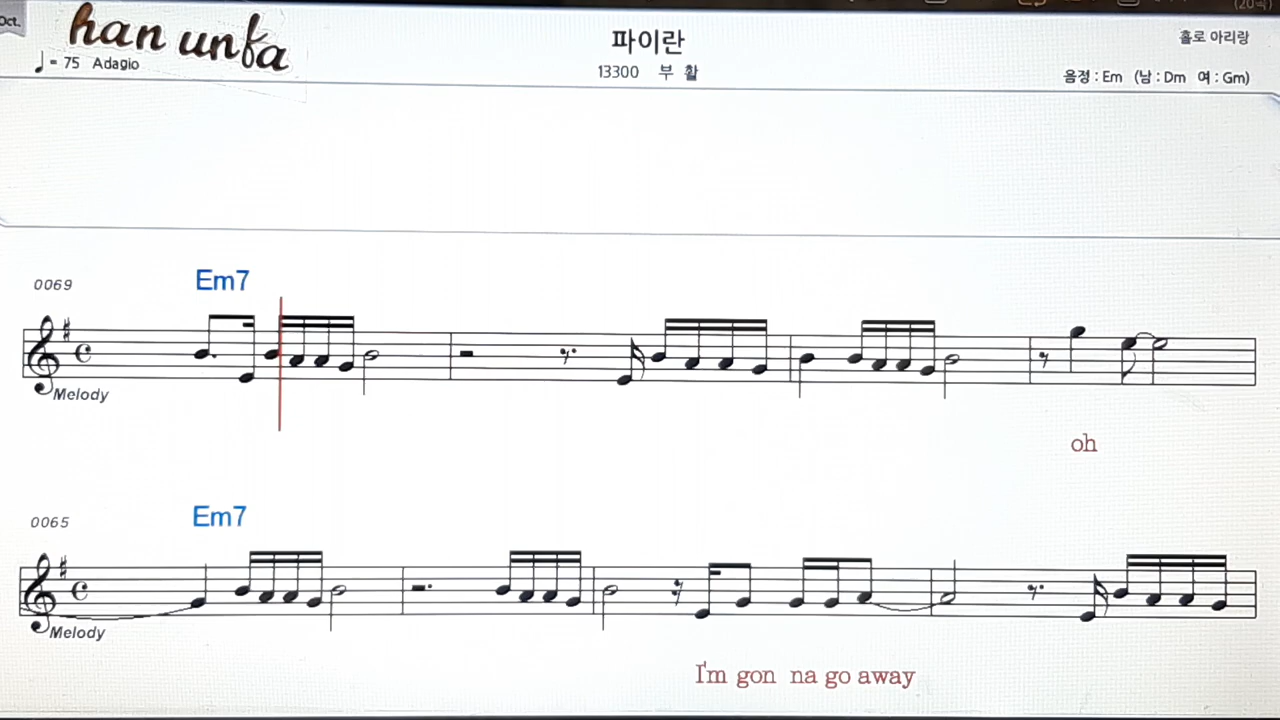 Oct.
han unfa
♩ = 75 Adagio
파이란
13300 부 활
홀로 아리랑
음정 : Em (남 : Dm 여 : Gm)
0069
Em7
Melody
oh
0065
Em7
Melody
I'm gon na go away